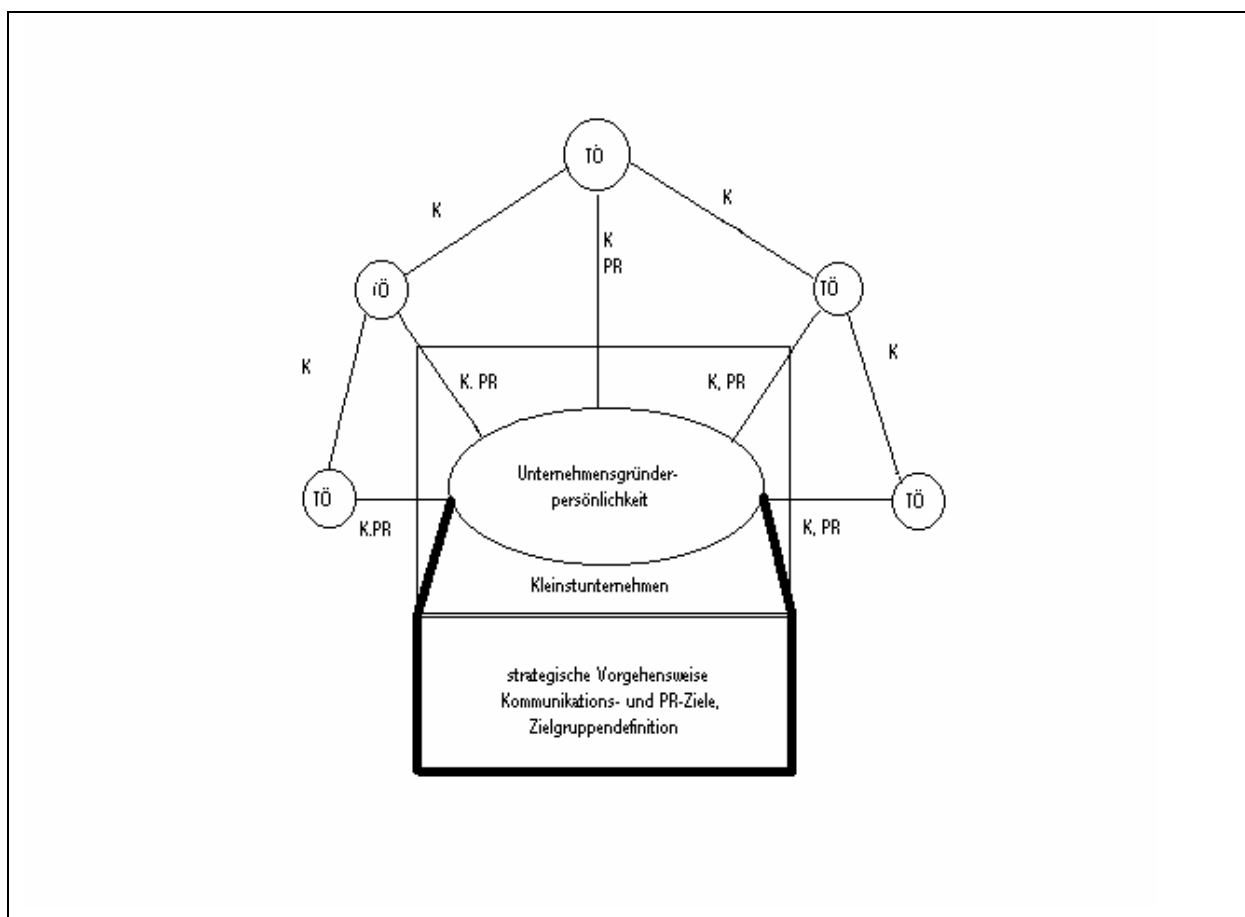 TÖ
K
K
K
PR
TÖ
TÖ
K
K
K. PR
K, PR
Unternehmensgründer-
persönlichkeit
TÖ
TÖ
K.PR
K, PR
Kleinstunternehmen
strategische Vorgehensweise
Kommunikations- und PR-Ziele,
Zielgruppendefinition